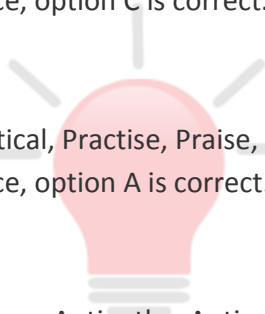 ce, option C is correct.
tical, Practise, Praise,
ce, option A is correct.